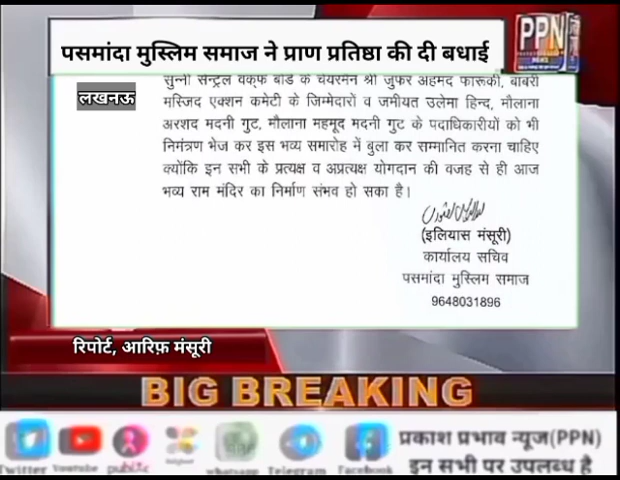 पसमांदा मुस्लिम समाज ने प्राण प्रतिष्ठा की दी बधाई
PPN
NEWS
लखनऊ
सुन्नी सेन्ट्रल वक्फ बोर्ड के चेयरमैन श्री जुफर अहमद फारूकी, बाबरी
मस्जिद एक्शन कमेटी के जिम्मेदारों व जमीयत उलेमा हिन्द, मौलाना
अरशद मदनी गुट, मौलाना महमूद मदनी गुट के पदाधिकारीयों को भी
निमंत्रण भेज कर इस भव्य समारोह में बुला कर सम्मानित करना चाहिए
क्योंकि इन सभी के प्रत्यक्ष व अप्रत्यक्ष योगदान की वजह से ही आज
भव्य राम मंदिर का निर्माण संभव हो सका है।
(इलियास मंसूरी)
कार्यालय सचिव
पसमांदा मुस्लिम समाज
9648031896
रिपोर्ट, आरिफ़ मंसूरी
BIG BREAKING
प्रकाश प्रभाव न्यूज(PPN)
इन सभी पर उपलब्ध है
Twitter Youtube public whatsapp Telegram Facebook